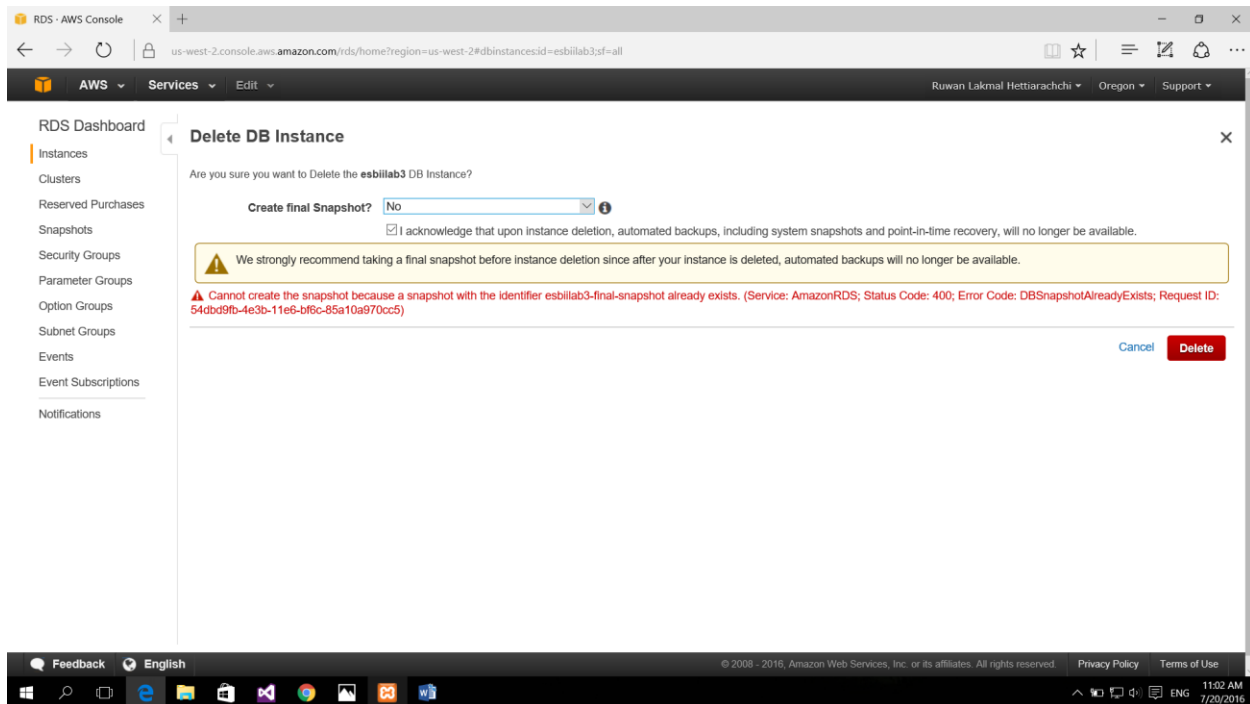 RDS · AWS Console
us-west-2.console.aws.amazon.com/rds/home?region=us-west-2#dbinstances:id=esbiilab3;sf=all
AWS Services Edit Ruwan Lakmal Hettiarachchi Oregon Support
RDS Dashboard
Instances
Clusters
Reserved Purchases
Snapshots
Security Groups
Parameter Groups
Option Groups
Subnet Groups
Events
Event Subscriptions
Notifications
Delete DB Instance
Are you sure you want to Delete the esbiilab3 DB Instance?
Create final Snapshot? No
I acknowledge that upon instance deletion, automated backups, including system snapshots and point-in-time recovery, will no longer be available.
We strongly recommend taking a final snapshot before instance deletion since after your instance is deleted, automated backups will no longer be available.
Cannot create the snapshot because a snapshot with the identifier esbiilab3-final-snapshot already exists. (Service: AmazonRDS; Status Code: 400; Error Code: DBSnapshotAlreadyExists; Request ID:
54dbd9fb-4e3b-11e6-bf6c-85a10a970cc5)
Cancel Delete
Feedback English © 2008 - 2016, Amazon Web Services, Inc. or its affiliates. All rights reserved. Privacy Policy Terms of Use
ENG 11:02 AM
7/20/2016